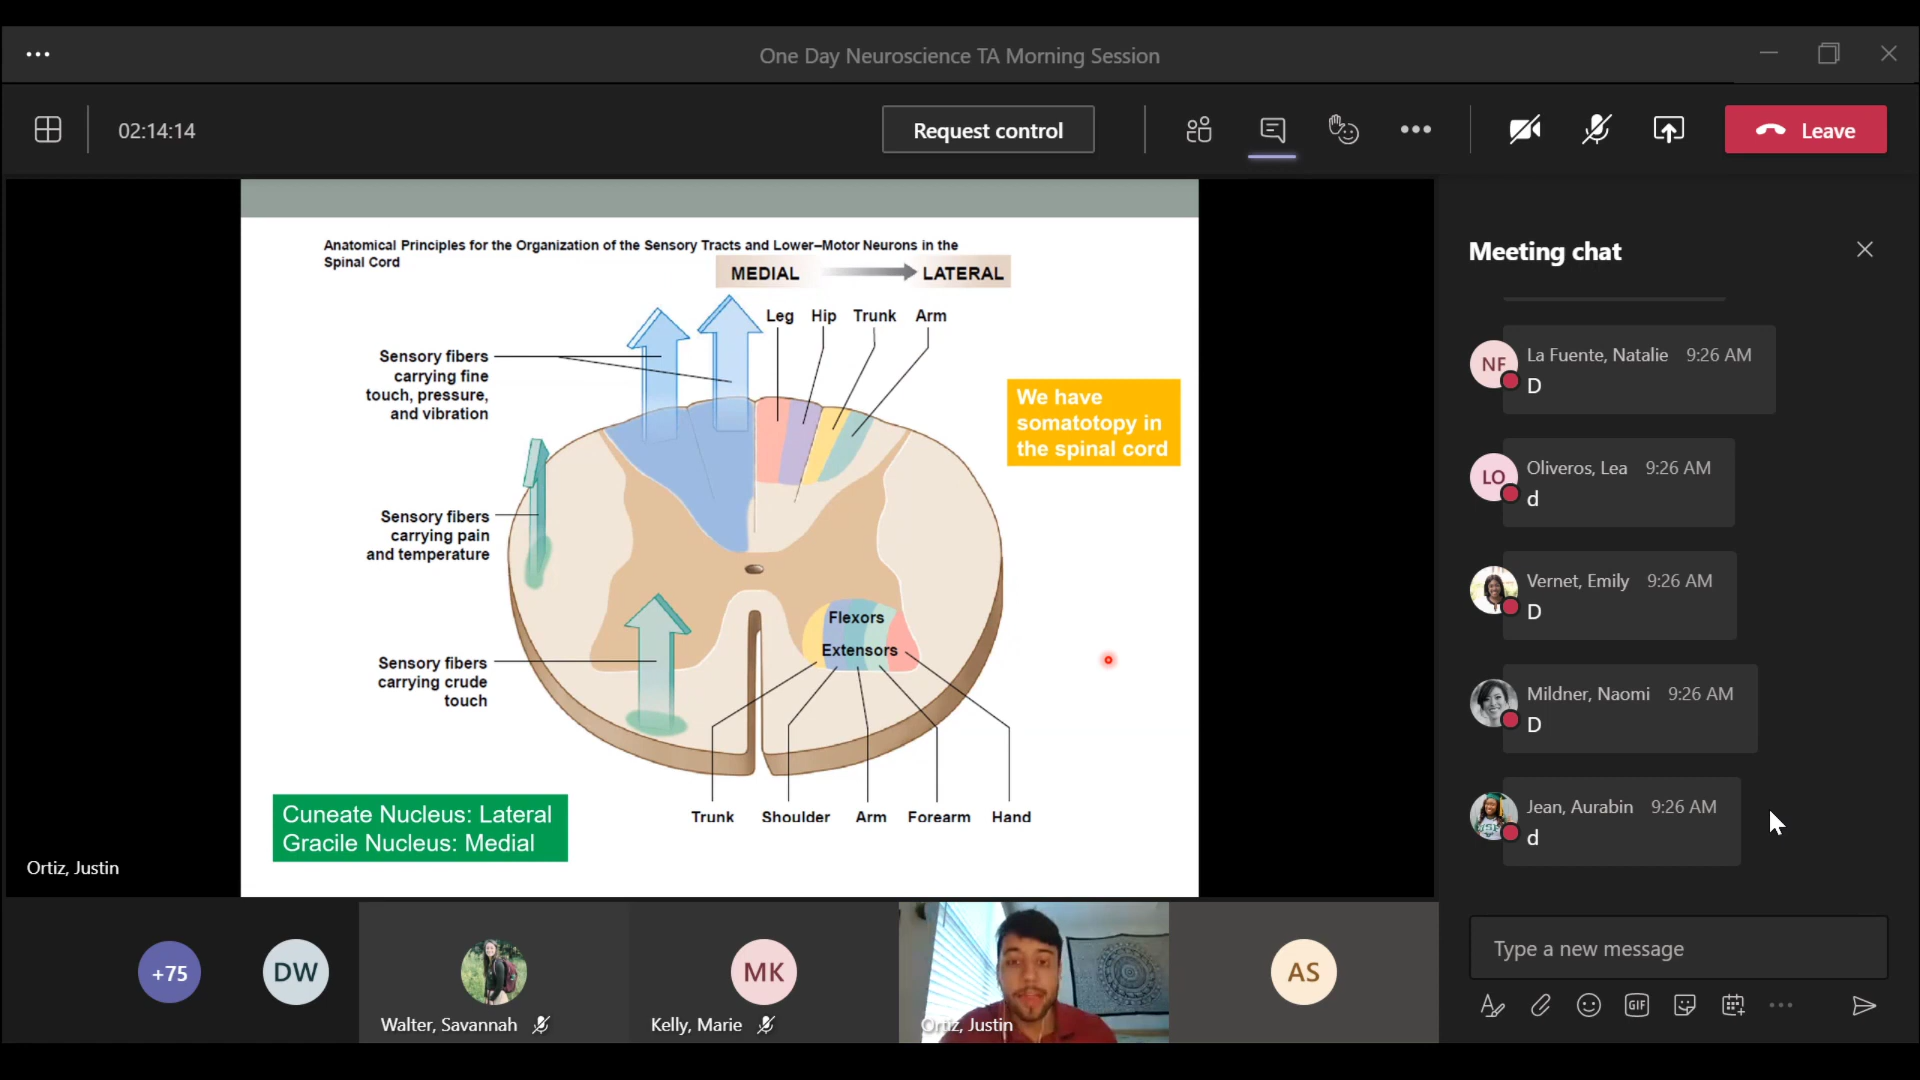 One Day Neuroscience TA Morning Session
02:14:14
Request control
Leave
Anatomical Principles for the Organization of the Sensory Tracts and Lower–Motor Neurons in the
Spinal Cord
MEDIAL LATERAL
Leg Hip Trunk Arm
Sensory fibers
carrying fine
touch, pressure,
and vibration
We have
somatotopy in
the spinal cord
Sensory fibers
carrying pain
and temperature
Flexors
Extensors
Sensory fibers
carrying crude
touch
Trunk Shoulder Arm Forearm Hand
Cuneate Nucleus: Lateral
Gracile Nucleus: Medial
Ortiz, Justin
Meeting chat
NF
La Fuente, Natalie 9:26 AM
D
LO
Oliveros, Lea 9:26 AM
d
Vernet, Emily 9:26 AM
D
Mildner, Naomi 9:26 AM
D
Jean, Aurabin 9:26 AM
d
Type a new message
GIF
+75
DW
Walter, Savannah
MK
Kelly, Marie
Ortiz, Justin
AS